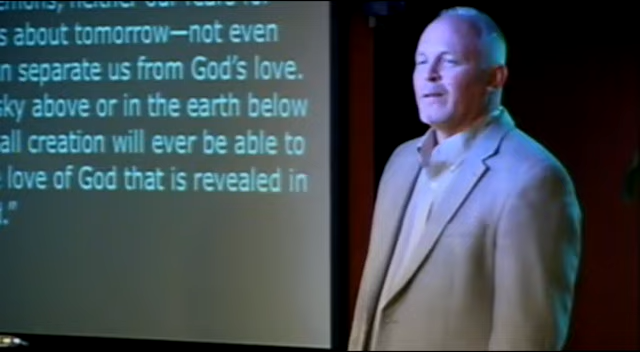 neither our fears for
s about tomorrow—not even
n separate us from God's love.
sky above or in the earth below
all creation will ever be able to
love of God that is revealed in
."